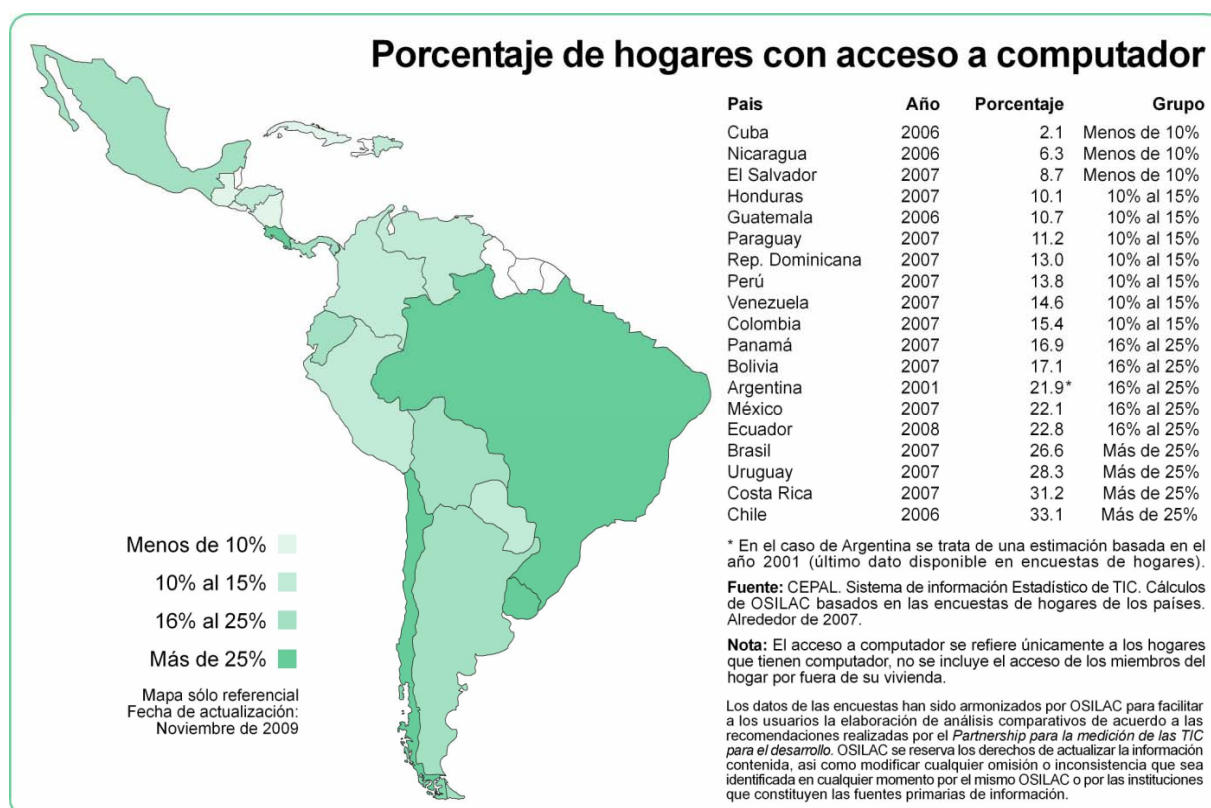 Porcentaje de hogares con acceso a computador
Pais Año Porcentaje Grupo
Cuba 2006 2.1 Menos de 10%
Nicaragua 2006 6.3 Menos de 10%
El Salvador 2007 8.7 Menos de 10%
Honduras 2007 10.1 10% al 15%
Guatemala 2006 10.7 10% al 15%
Paraguay 2007 11.2 10% al 15%
Rep. Dominicana 2007 13.0 10% al 15%
Perú 2007 13.8 10% al 15%
Venezuela 2007 14.6 10% al 15%
Colombia 2007 15.4 10% al 15%
Panamá 2007 16.9 16% al 25%
Bolivia 2007 17.1 16% al 25%
Argentina 2001 21.9* 16% al 25%
México 2007 22.1 16% al 25%
Ecuador 2008 22.8 16% al 25%
Brasil 2007 26.6 Más de 25%
Uruguay 2007 28.3 Más de 25%
Costa Rica 2007 31.2 Más de 25%
Chile 2006 33.1 Más de 25%
* En el caso de Argentina se trata de una estimación basada en el
año 2001 (último dato disponible en encuestas de hogares).
Fuente: CEPAL. Sistema de información Estadístico de TIC. Cálculos
de OSILAC basados en las encuestas de hogares de los países.
Alrededor de 2007.
Nota: El acceso a computador se refiere únicamente a los hogares
que tienen computador, no se incluye el acceso de los miembros del
hogar por fuera de su vivienda.
Los datos de las encuestas han sido armonizados por OSILAC para facilitar
a los usuarios la elaboración de análisis comparativos de acuerdo a las
recomendaciones realizadas por el Partnership para la medición de las TIC
para el desarrollo. OSILAC se reserva los derechos de actualizar la información
contenida, asi como modificar cualquier omisión o inconsistencia que sea
identificada en cualquier momento por el mismo OSILAC o por las instituciones
que constituyen las fuentes primarias de información.
Menos de 10%
10% al 15%
16% al 25%
Más de 25%
Mapa sólo referencial
Fecha de actualización:
Noviembre de 2009